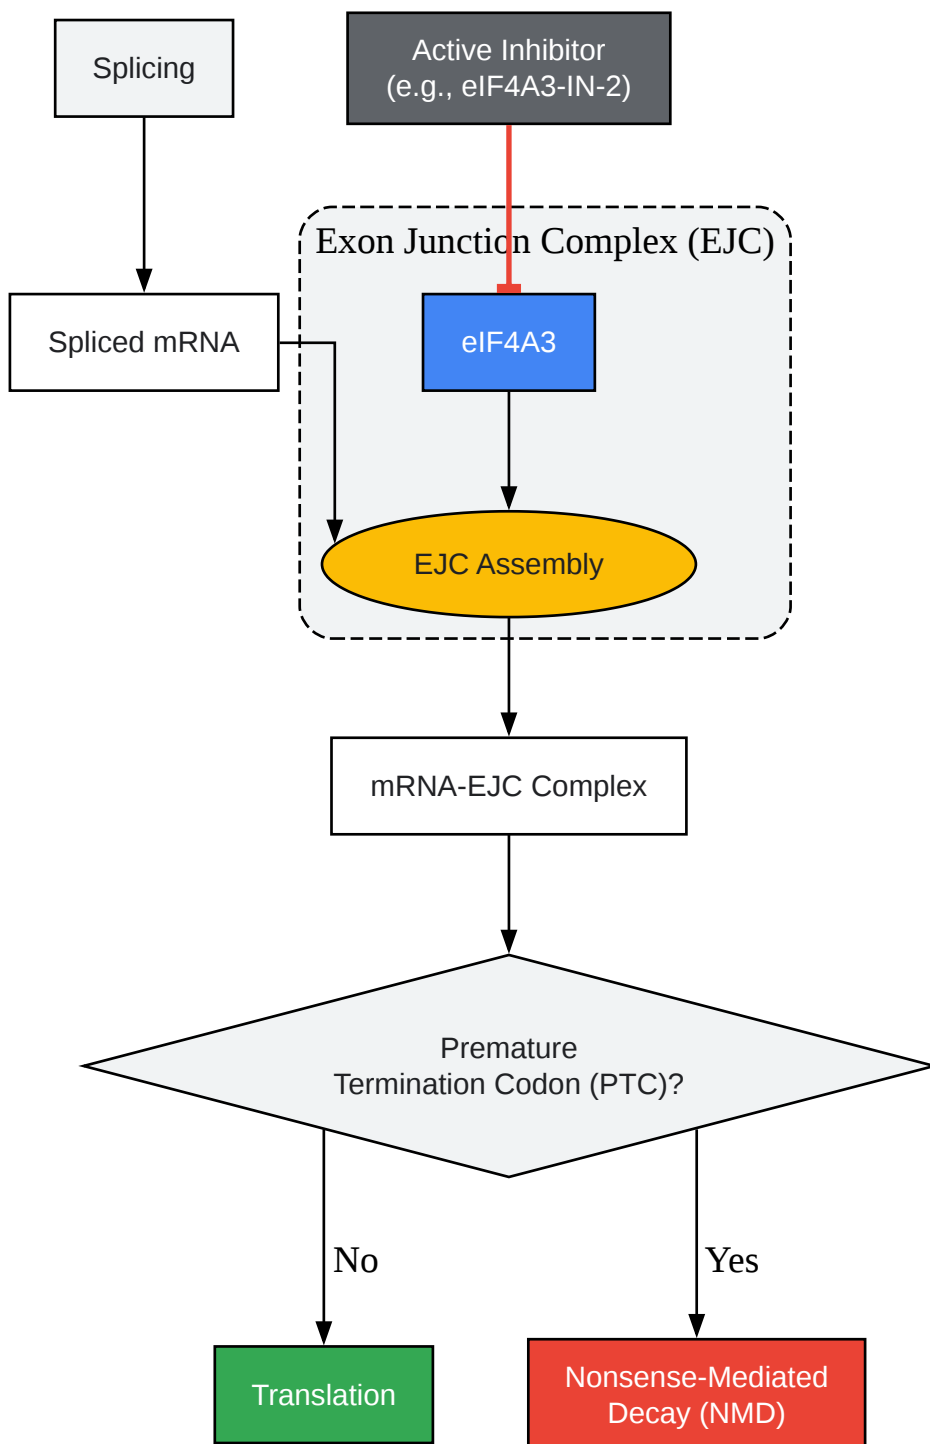 Splicing
Active Inhibitor
(e.g., eIF4A3-IN-2)
Exon Junction Complex (EJC)
Spliced mRNA
eIF4A3
EJC Assembly
mRNA-EJC Complex
Premature
Termination Codon (PTC)?
No
Yes
Translation
Nonsense-Mediated
Decay (NMD)